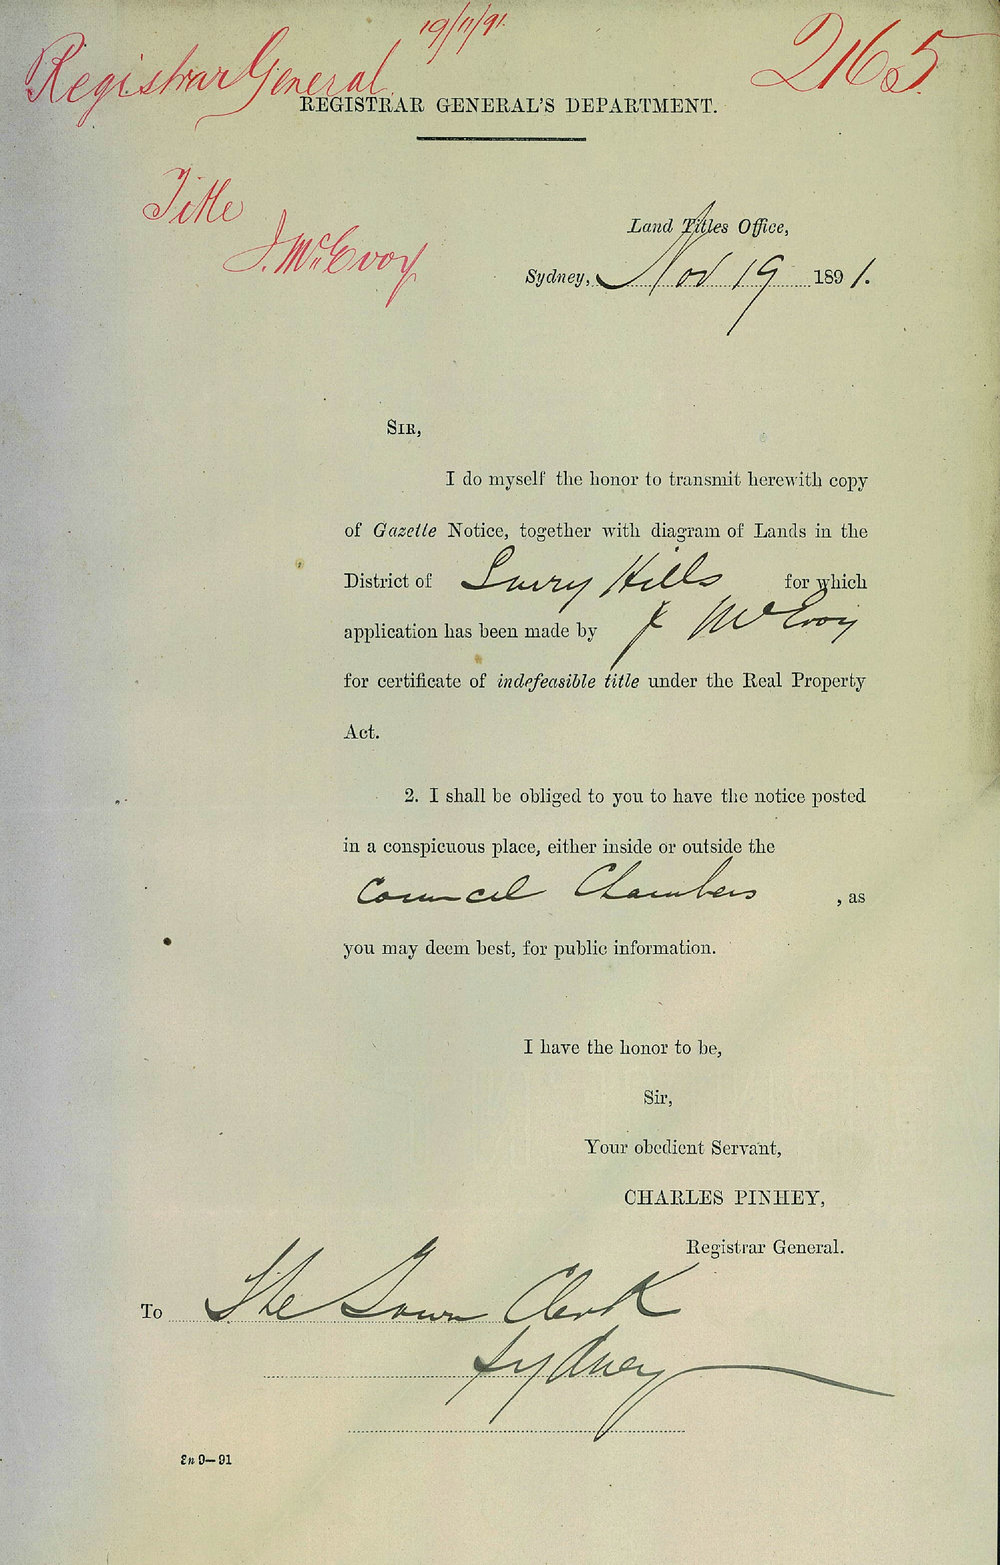 19/11/91.
Registrar General 2165
REGISTRAR GENERAL'S DEPARTMENT.
Title
J. McEvoy
Land Titles Office,
Sydney, Nov 19 1891.
SIR,
I do myself the honor to transmit herewith copy
of Gazette Notice, together with diagram of Lands in the
District of Surry Hills for which
application has been made by J McEvoy
for certificate of indefeasible title under the Real Property
Act.
2. I shall be obliged to you to have the notice posted
in a conspicuous place, either inside or outside the
Council Chambers, as
you may deem best, for public information.
I have the honor to be,
Sir,
Your obedient Servant,
CHARLES PINHEY,
Registrar General.
To The Town Clerk
Sydney
9—91